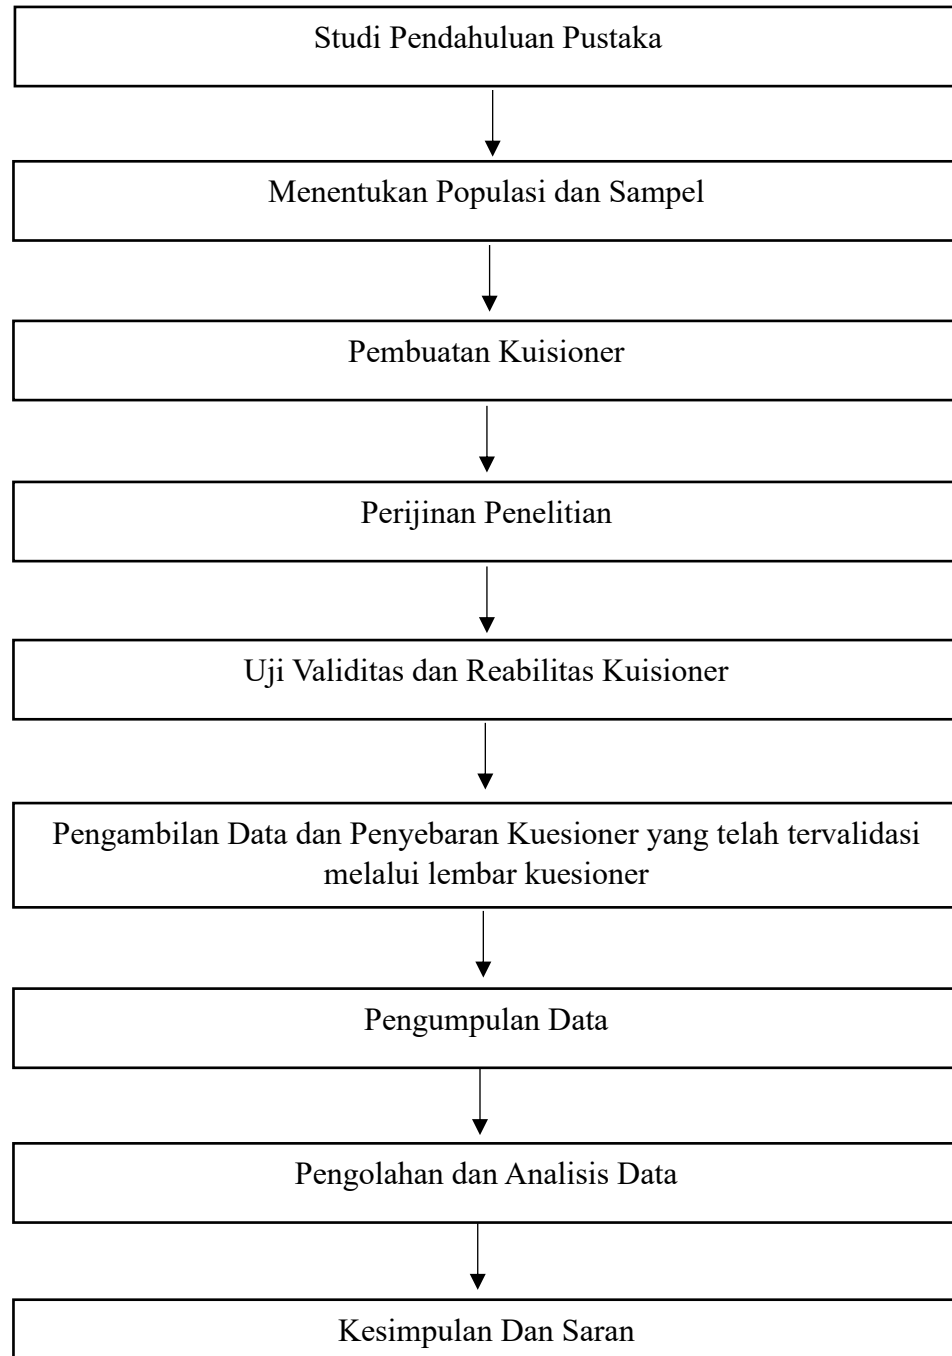 Studi Pendahuluan Pustaka
Menentukan Populasi dan Sampel
Pembuatan Kuisioner
Perijinan Penelitian
Uji Validitas dan Reabilitas Kuisioner
Pengambilan Data dan Penyebaran Kuesioner yang telah tervalidasi
melalui lembar kuesioner
Pengumpulan Data
Pengolahan dan Analisis Data
Kesimpulan Dan Saran